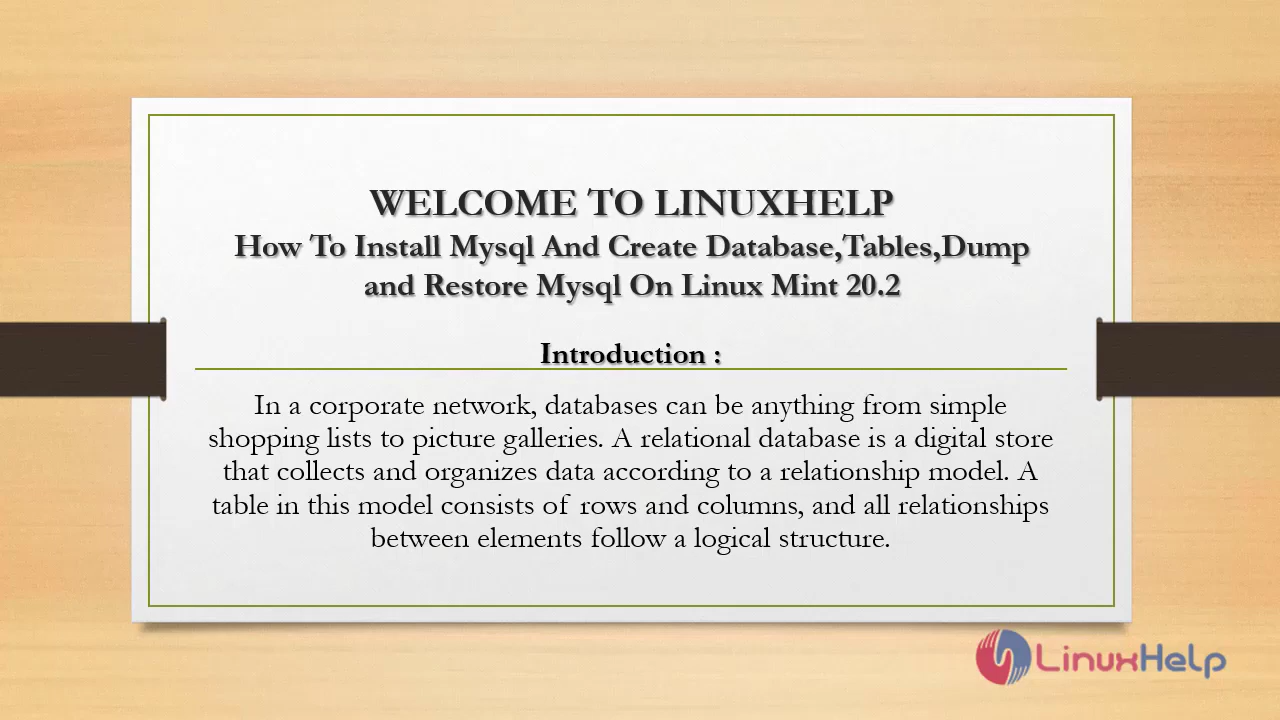 WELCOME TO LINUXHELP
How To Install Mysql And Create Database,Tables,Dump
and Restore Mysql On Linux Mint 20.2
Introduction :
In a corporate network, databases can be anything from simple
shopping lists to picture galleries. A relational database is a digital store
that collects and organizes data according to a relationship model. A
table in this model consists of rows and columns, and all relationships
between elements follow a logical structure.
LinuxHelp